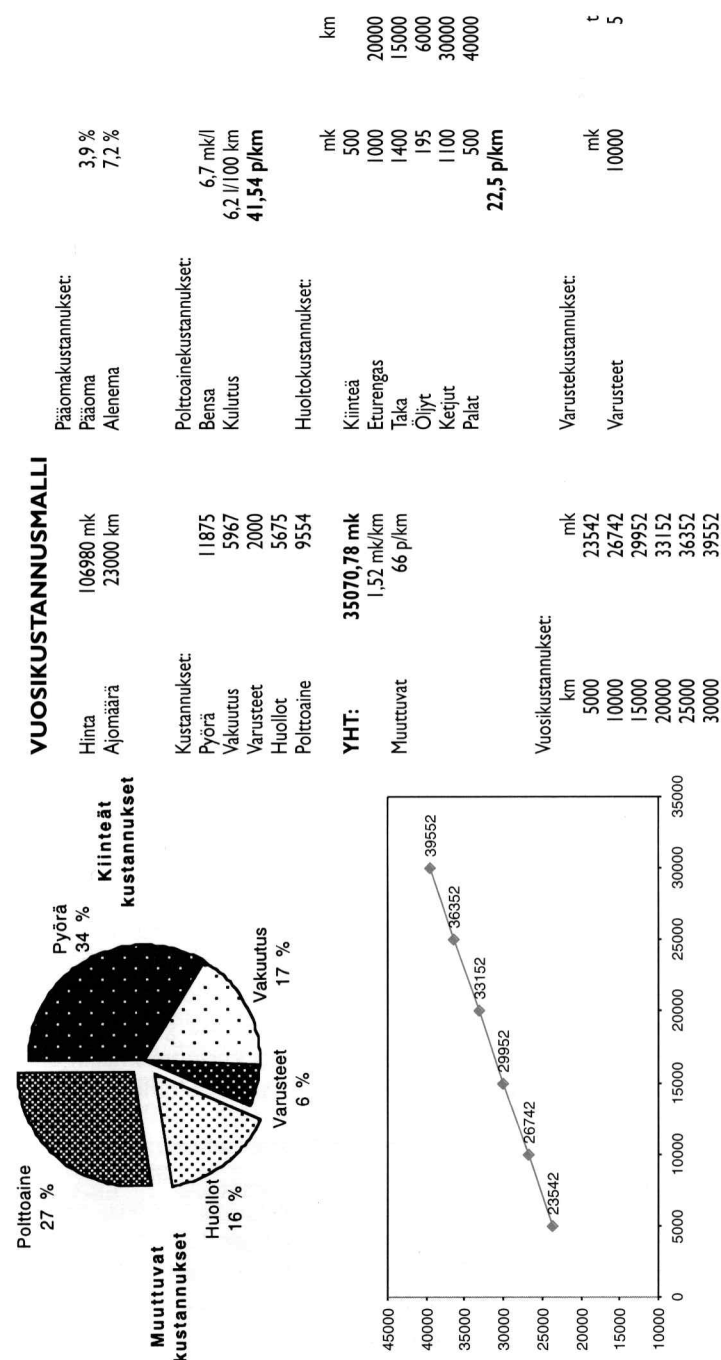 VUOSIKUSTANNUSMALLI
Hinta 106980 mk
Ajomäärä 23000 km
Kustannukset:
Pyörä 11875
Vakuutus 5967
Varusteet 2000
Huollot 5675
Polttoaine 9554
YHT: 35070,78 mk
1,52 mk/km
Muuttuvat 66 p/km
Vuosikustannukset:
km mk
5000 23542
10000 26742
15000 29952
20000 33152
25000 36352
30000 39552
Pääomakustannukset:
Pääoma 3,9 %
Alenema 7,2 %
Polttoainekustannukset:
Bensa 6,7 mk/l
Kulutus 6,2 l/100 km
41,54 p/km
Huoltokustannukset:
mk km
Kiinteä 500
Eturengas 1000 20000
Taka 1400 15000
Öljyt 195 6000
Ketjut 1100 30000
Palat 500 40000
22,5 p/km
Varustekustannukset:
mk t
Varusteet 10000 5
Polttoaine
27 %
Pyörä
34 %
Kiinteät
kustannukset
Vakuutus
17 %
Varusteet
6 %
Huollot
16 %
Muuttuvat
kustannukset
45000
40000
35000
30000
25000
20000
15000
10000
23542
26742
29952
33152
36352
39552
0
5000
10000
15000
20000
25000
30000
35000